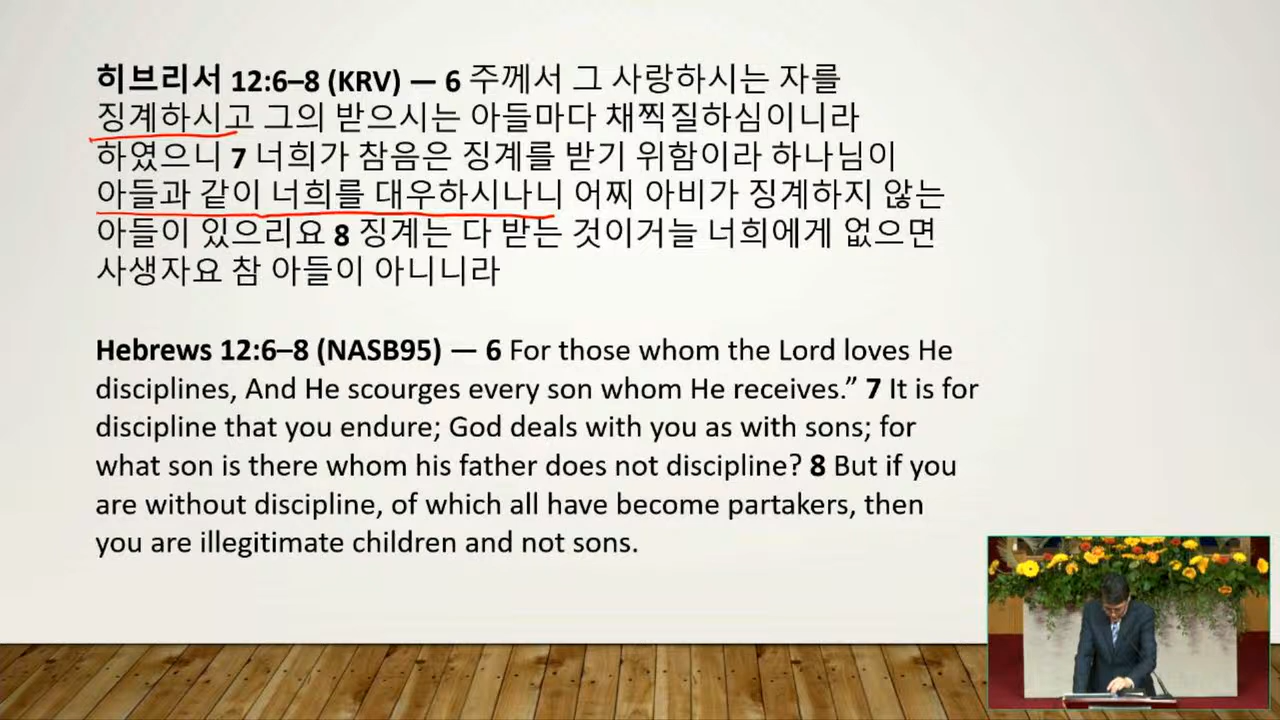 히브리서 12:6–8 (KRV) — 6 주께서 그 사랑하시는 자를
징계하시고 그의 받으시는 아들마다 채찍질하심이니라
하였으니 7 너희가 참음은 징계를 받기 위함이라 하나님이
아들과 같이 너희를 대우하시나니 어찌 아비가 징계하지 않는
아들이 있으리요 8 징계는 다 받는 것이거늘 너희에게 없으면
사생자요 참 아들이 아니니라
Hebrews 12:6–8 (NASB95) — 6 For those whom the Lord loves He
disciplines, And He scourges every son whom He receives.” 7 It is for
discipline that you endure; God deals with you as with sons; for
what son is there whom his father does not discipline? 8 But if you
are without discipline, of which all have become partakers, then
you are illegitimate children and not sons.